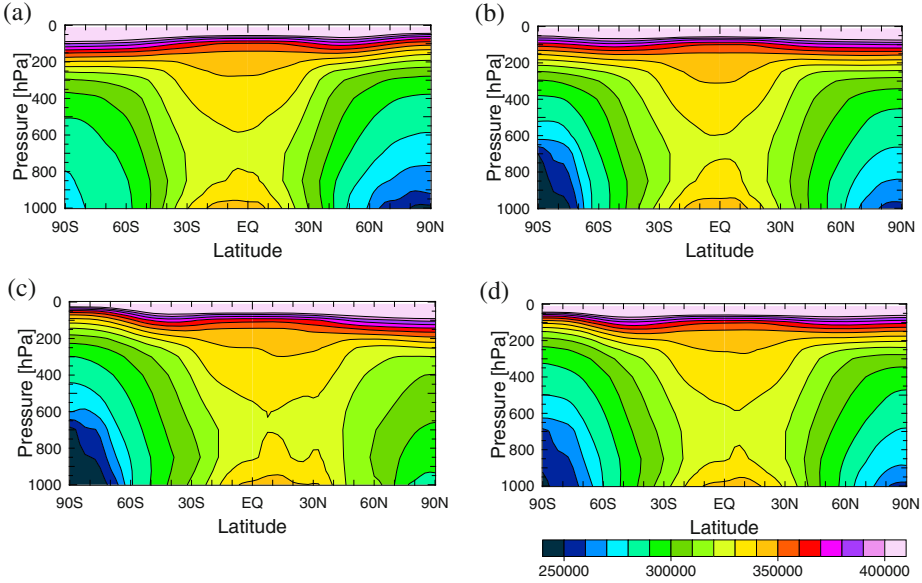 (a)
(b)
0
200
400
600
800
1000
Pressure [hPa]
90S 60S 30S EQ 30N 60N 90N
Latitude
0
200
400
600
800
1000
Pressure [hPa]
90S 60S 30S EQ 30N 60N 90N
Latitude
(c)
(d)
0
200
400
600
800
1000
Pressure [hPa]
90S 60S 30S EQ 30N 60N 90N
Latitude
0
200
400
600
800
1000
Pressure [hPa]
90S 60S 30S EQ 30N 60N 90N
Latitude
250000 300000 350000 400000